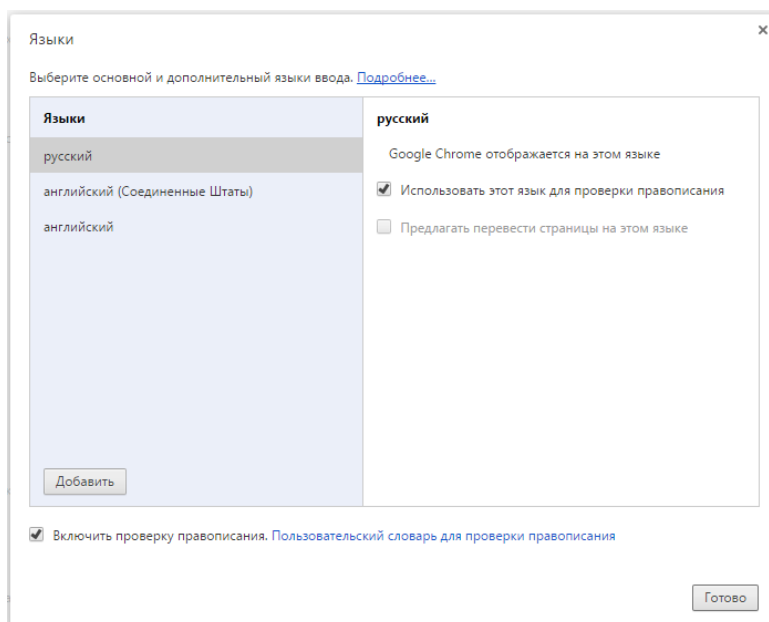 Языки
Выберите основной и дополнительный языки ввода. Подробнее...
Языки
русский
английский (Соединенные Штаты)
английский
Добавить
русский
Google Chrome отображается на этом языке
Использовать этот язык для проверки правописания
Предлагать перевести страницы на этом языке
Включить проверку правописания. Пользовательский словарь для проверки правописания
Готово